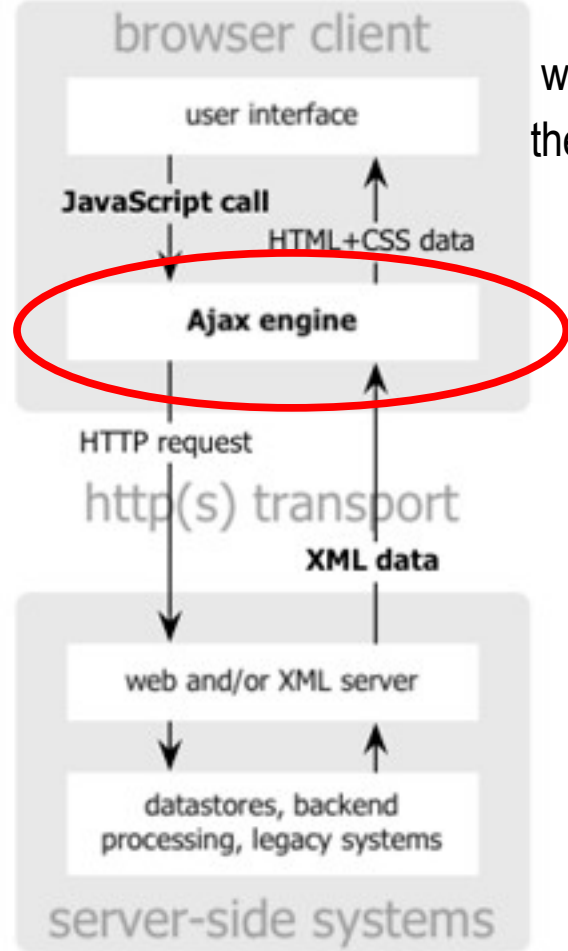 browser client
user interface
JavaScript call
HTML+CSS data
Ajax engine
HTTP request
http(s) transport
XML data
web and/or XML server
datastores, backend
processing, legacy systems
server-side systems